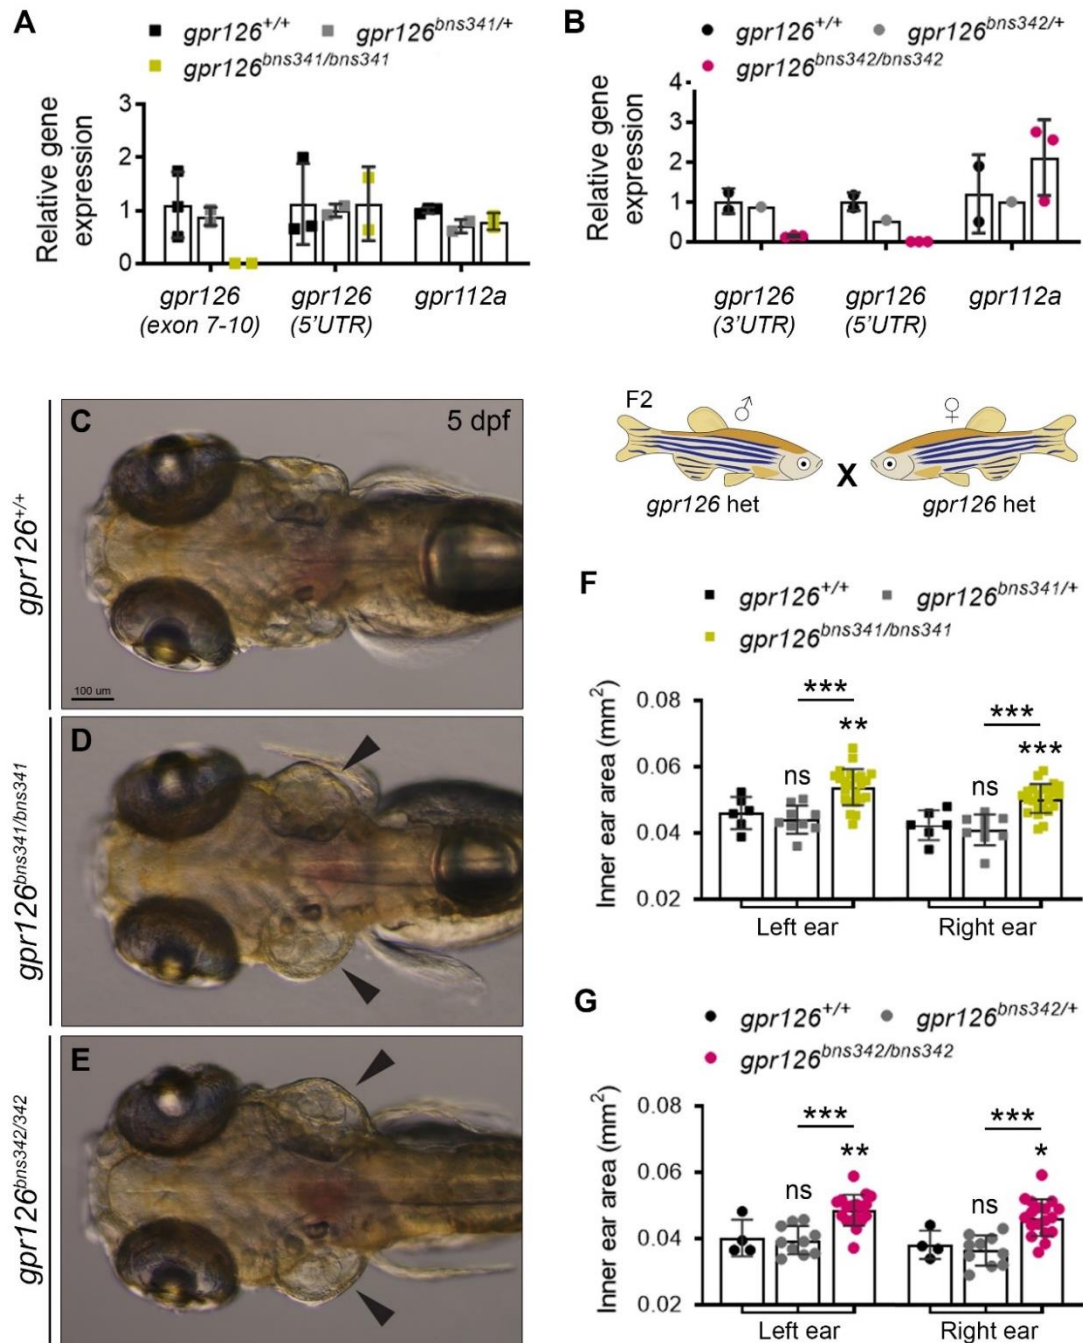 A
gpr126+/+ gpr126bns341/+
gpr126bns341/bns341
Relative gene
expression
3
2
1
0
gpr126
(exon 7-10)
gpr126
(5'UTR)
gpr112a
B
gpr126+/+ gpr126bns342/+
gpr126bns342/bns342
Relative gene
expression
4
3
2
1
0
gpr126
(3'UTR)
gpr126
(5'UTR)
gpr112a
C
5 dpf
gpr126+/+
100 um
D
gpr126bns341/bns341
E
gpr126bns342/342
F2
♂ ♀
X
gpr126 het gpr126 het
F
gpr126+/+ gpr126bns341/+
gpr126bns341/bns341
Inner ear area (mm2)
0.08
0.06
0.04
0.02
*** ***
ns ** ns ***
Left ear Right ear
G
gpr126+/+ gpr126bns342/+
gpr126bns342/bns342
Inner ear area (mm2)
0.08
0.06
0.04
0.02
*** ***
ns ** ns *
Left ear Right ear